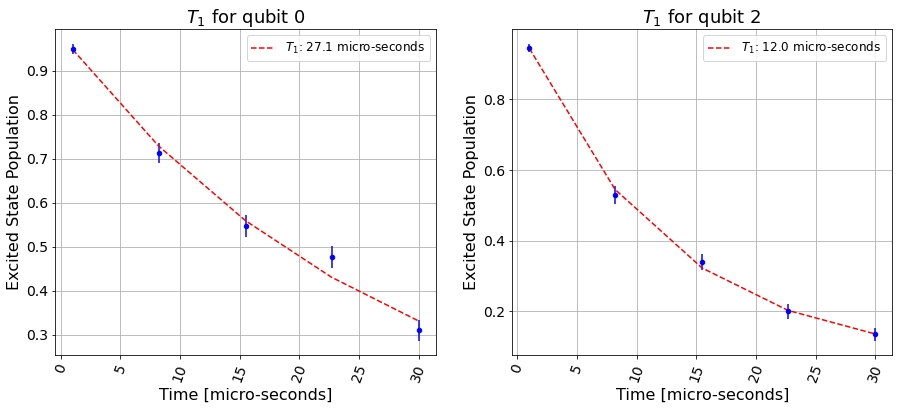 T₁ for qubit 0
T₁: 27.1 micro-seconds
Excited State Population
0.9
0.8
0.7
0.6
0.5
0.4
0.3
0 5 10 15 20 25 30
Time [micro-seconds]
T₁ for qubit 2
T₁: 12.0 micro-seconds
Excited State Population
0.8
0.6
0.4
0.2
0 5 10 15 20 25 30
Time [micro-seconds]